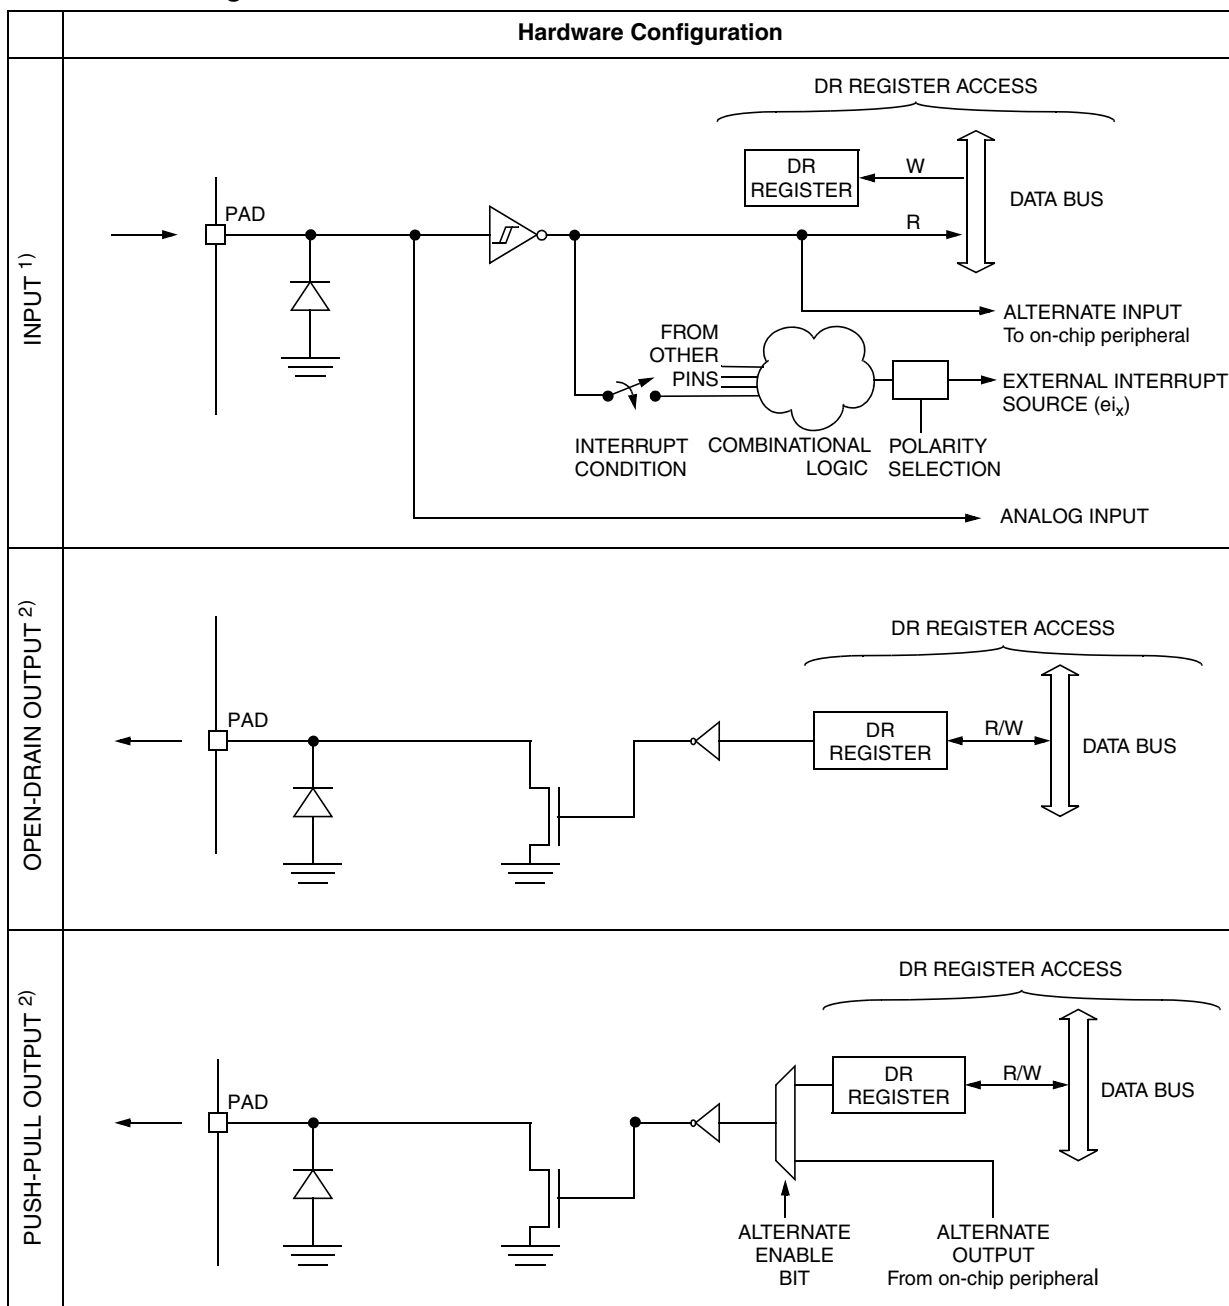 Hardware Configuration
INPUT 1)
DR REGISTER ACCESS
DR
REGISTER
W
DATA BUS
PAD
R
ALTERNATE INPUT
To on-chip peripheral
FROM
OTHER
PINS
EXTERNAL INTERRUPT
SOURCE (eix)
INTERRUPT
CONDITION
COMBINATIONAL
LOGIC
POLARITY
SELECTION
ANALOG INPUT
OPEN-DRAIN OUTPUT 2)
DR REGISTER ACCESS
PAD
DR
REGISTER
R/W
DATA BUS
PUSH-PULL OUTPUT 2)
DR REGISTER ACCESS
PAD
DR
REGISTER
R/W
DATA BUS
ALTERNATE
ENABLE
BIT
ALTERNATE
OUTPUT
From on-chip peripheral